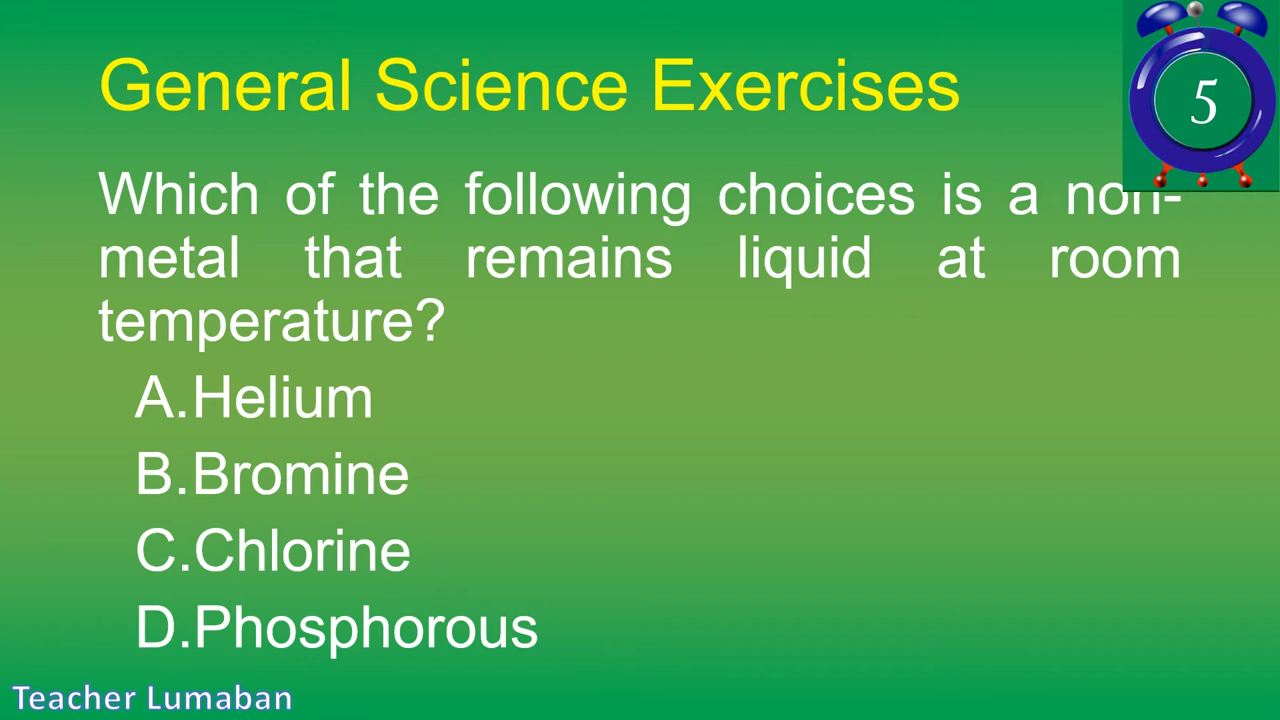 General Science Exercises
5
Which of the following choices is a non-
metal that remains liquid at room
temperature?
A.Helium
B.Bromine
C.Chlorine
D.Phosphorous
Teacher Lumaban